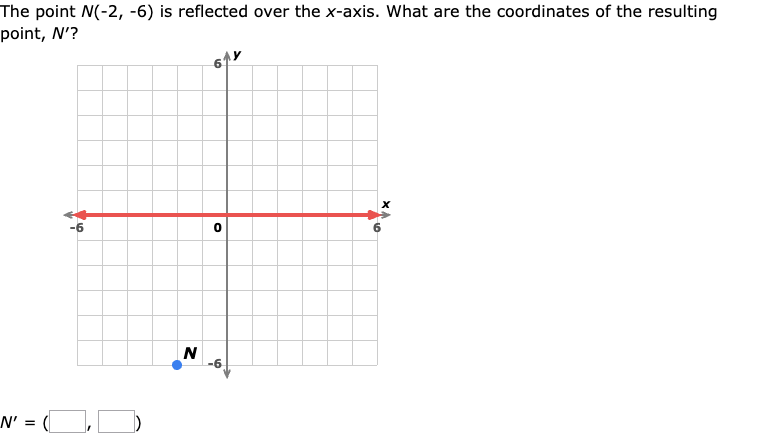 The point N(-2, -6) is reflected over the x-axis. What are the coordinates of the resulting
point, N′?
6 y
x
-6 0 6
N -6
N′ = ( , )